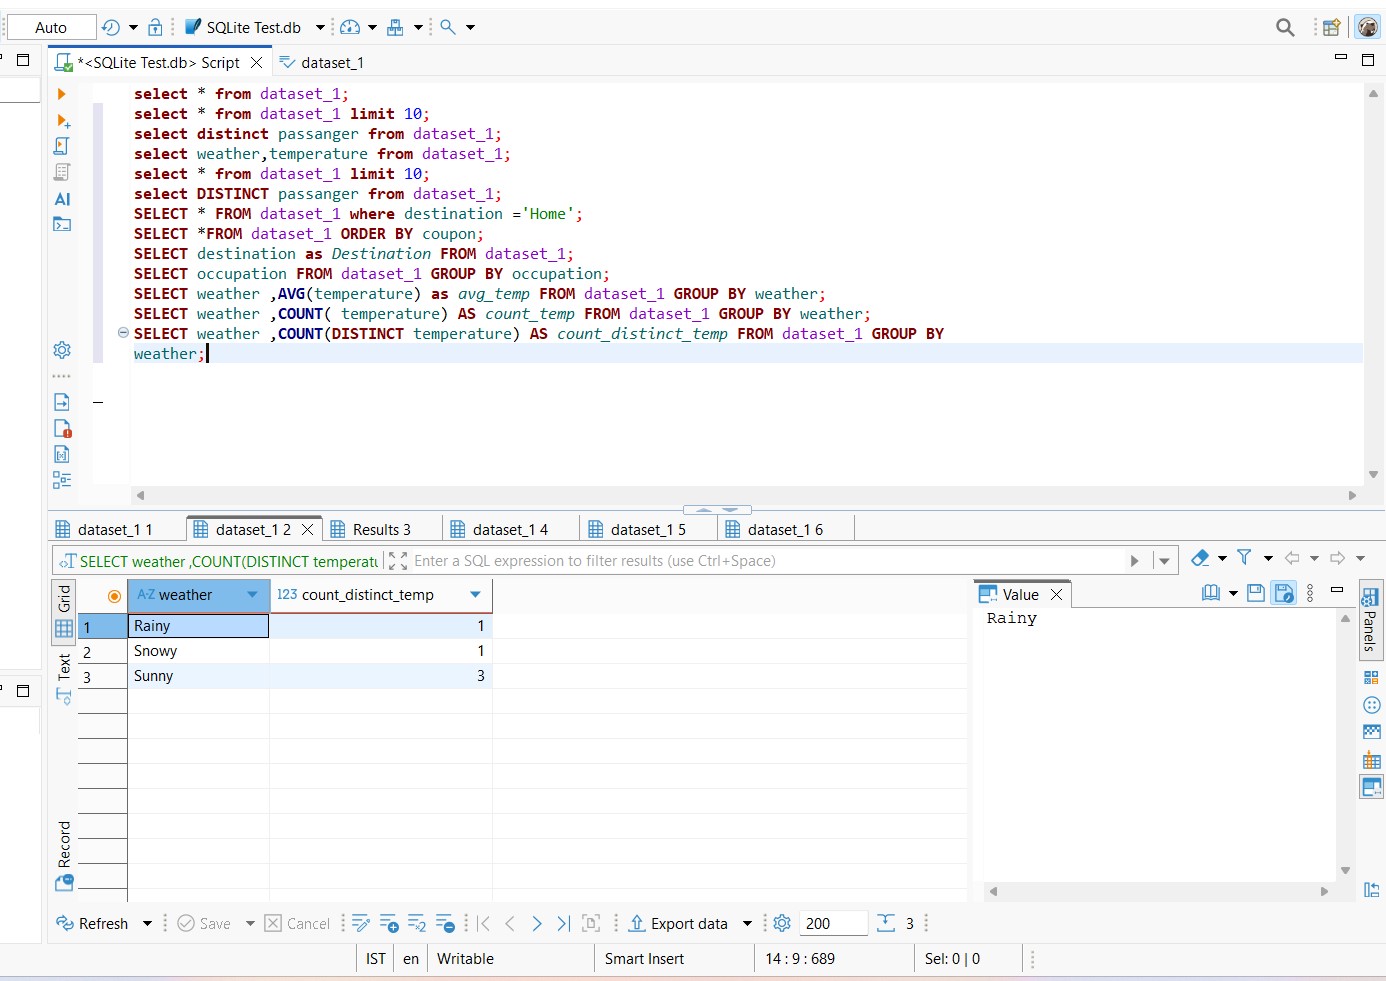 Auto
SQLite Test.db
*<SQLite Test.db> Script
dataset_1
select * from dataset_1;
select * from dataset_1 limit 10;
select distinct passanger from dataset_1;
select weather,temperature from dataset_1;
select * from dataset_1 limit 10;
select DISTINCT passanger from dataset_1;
SELECT * FROM dataset_1 where destination ='Home';
SELECT *FROM dataset_1 ORDER BY coupon;
SELECT destination as Destination FROM dataset_1;
SELECT occupation FROM dataset_1 GROUP BY occupation;
SELECT weather ,AVG(temperature) as avg_temp FROM dataset_1 GROUP BY weather;
SELECT weather ,COUNT( temperature) AS count_temp FROM dataset_1 GROUP BY weather;
SELECT weather ,COUNT(DISTINCT temperature) AS count_distinct_temp FROM dataset_1 GROUP BY
weather;
AI
dataset_1 1
dataset_1 2
Results 3
dataset_1 4
dataset_1 5
dataset_1 6
SELECT weather ,COUNT(DISTINCT temperatu
Enter a SQL expression to filter results (use Ctrl+Space)
Grid
Text
Record
A-Z weather
123 count_distinct_temp
1 Rainy 1
2 Snowy 1
3 Sunny 3
Value
Rainy
Panels
Refresh
Save
Cancel
Export data
200
3
IST
en
Writable
Smart Insert
14 : 9 : 689
Sel: 0 | 0